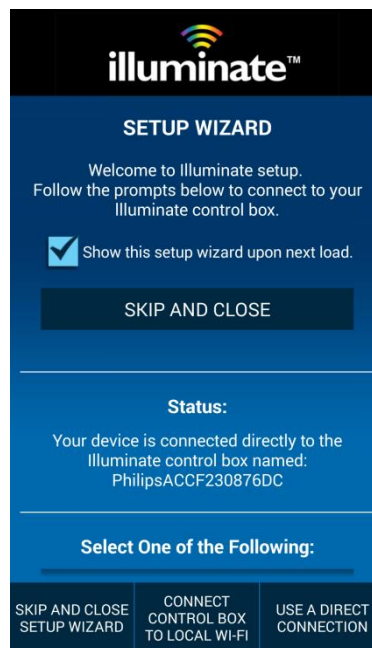 illuminate™
SETUP WIZARD
Welcome to Illuminate setup.
Follow the prompts below to connect to your
Illuminate control box.
Show this setup wizard upon next load.
SKIP AND CLOSE
Status:
Your device is connected directly to the
Illuminate control box named:
PhilipsACCF230876DC
Select One of the Following:
SKIP AND CLOSE
SETUP WIZARD
CONNECT
CONTROL BOX
TO LOCAL WI-FI
USE A DIRECT
CONNECTION